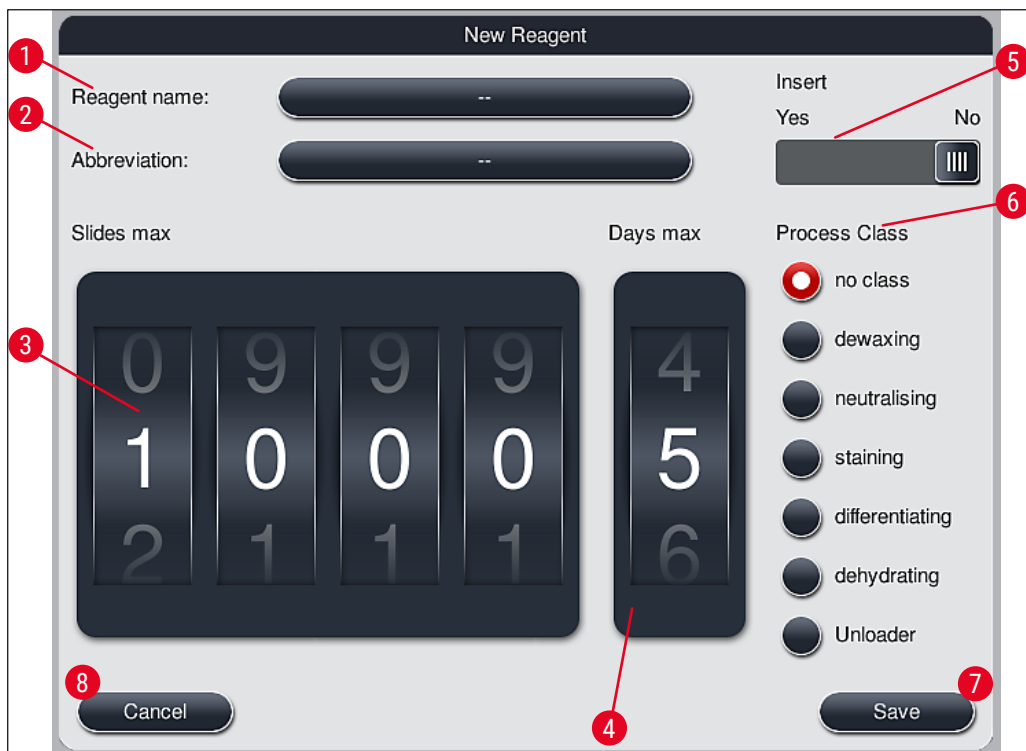 New Reagent
1
5
Reagent name:
--
Insert
Yes No
2
Abbreviation:
--
6
Slides max
Days max
Process Class
no class
dewaxing
neutralising
staining
differentiating
dehydrating
Unloader
3
0 9 9 9 4
1 0 0 0 5
2 1 1 1 6
4
8
Cancel
7
Save